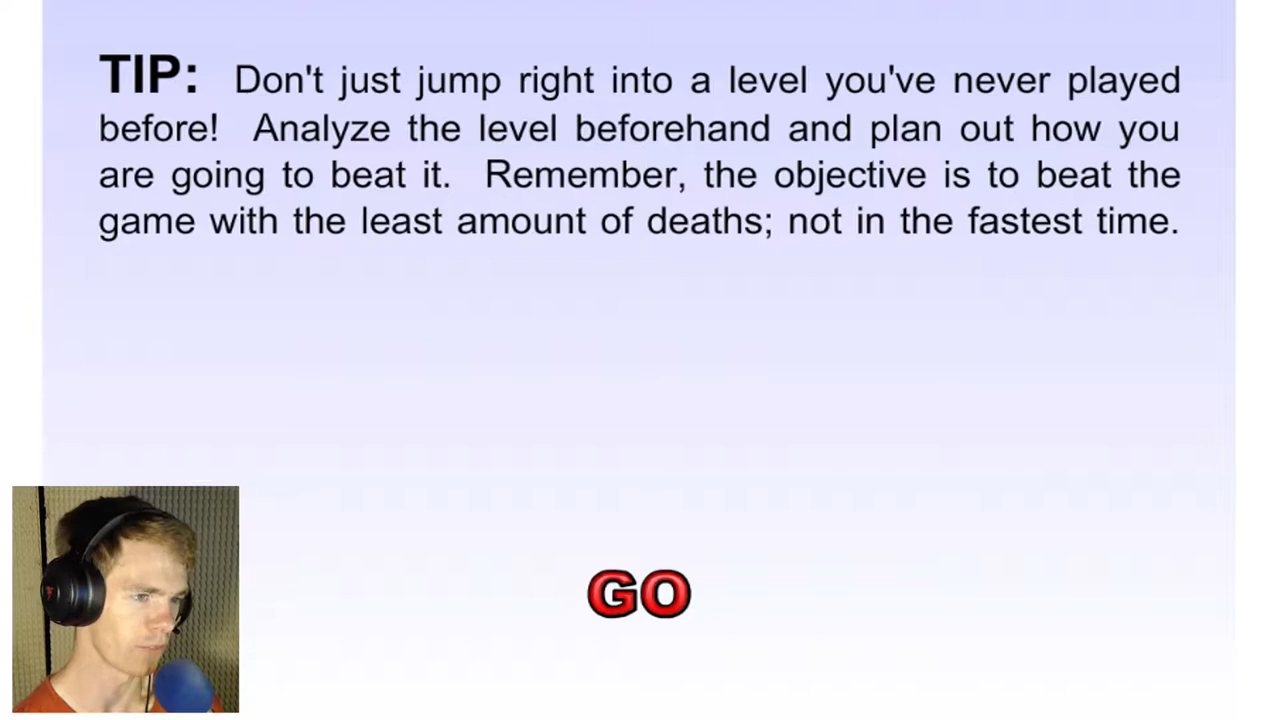 TIP: Don't just jump right into a level you've never played
before! Analyze the level beforehand and plan out how you
are going to beat it. Remember, the objective is to beat the
game with the least amount of deaths; not in the fastest time.
GO